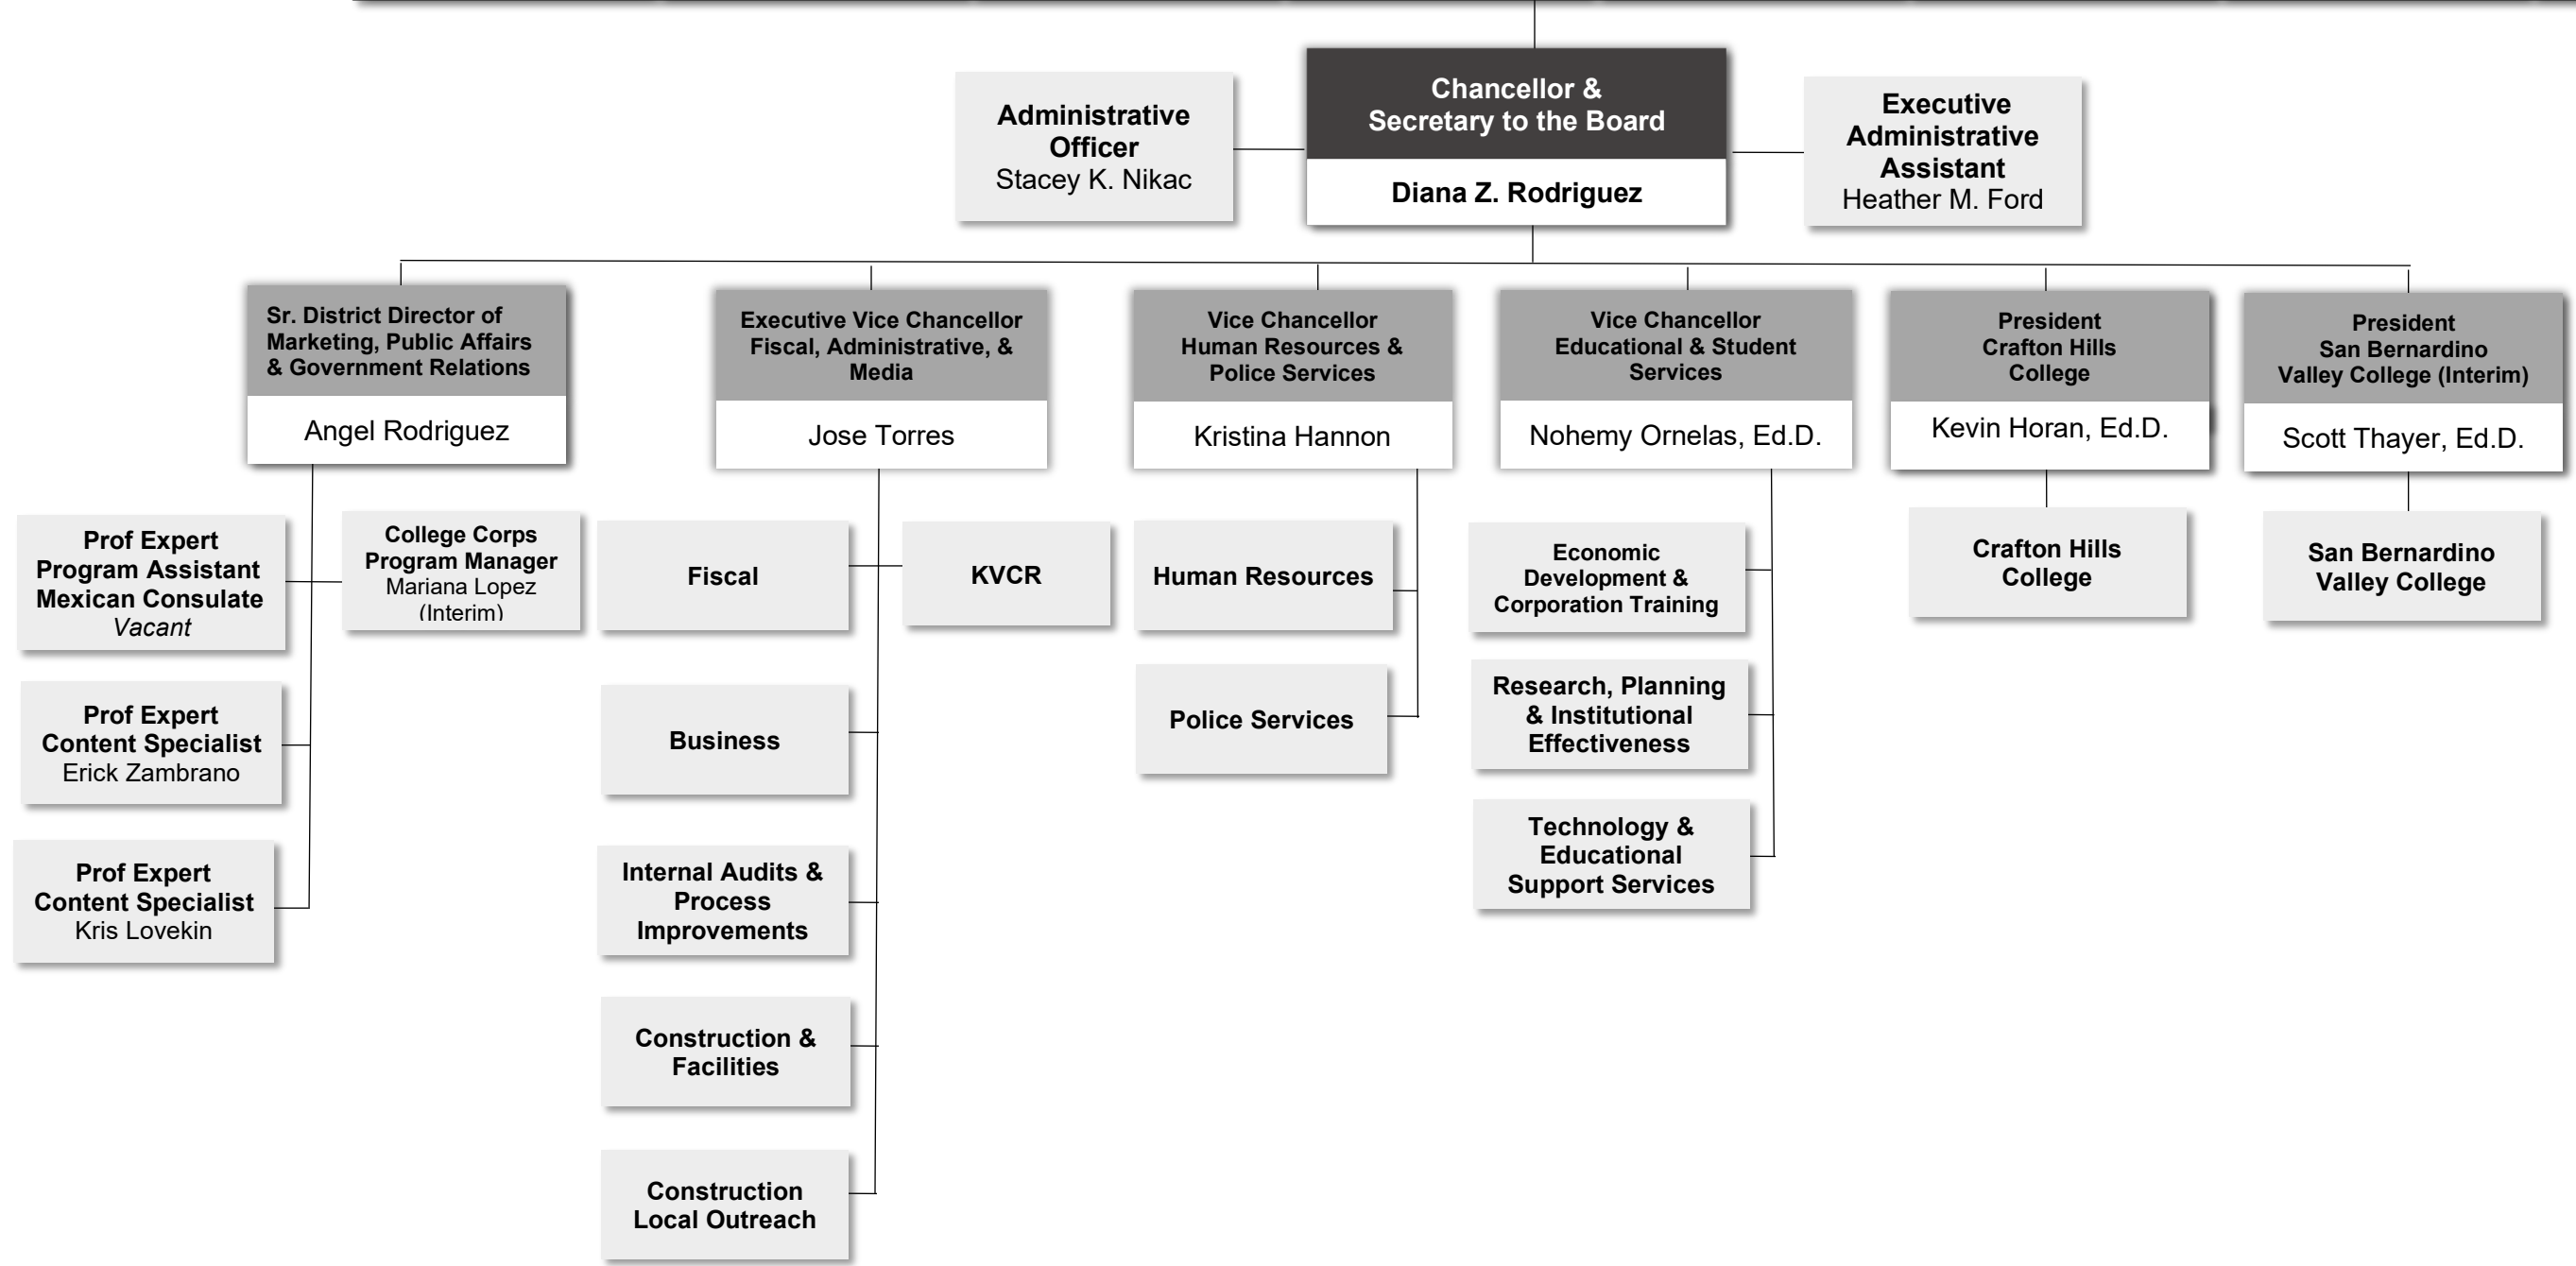 Administrative
Officer
Stacey K. Nikac
Chancellor &
Secretary to the Board
Diana Z. Rodriguez
Executive
Administrative
Assistant
Heather M. Ford
Sr. District Director of
Marketing, Public Affairs
& Government Relations
Angel Rodriguez
Executive Vice Chancellor
Fiscal, Administrative, &
Media
Jose Torres
Vice Chancellor
Human Resources &
Police Services
Kristina Hannon
Vice Chancellor
Educational & Student
Services
Nohemy Ornelas, Ed.D.
President
Crafton Hills
College
Kevin Horan, Ed.D.
President
San Bernardino
Valley College (Interim)
Scott Thayer, Ed.D.
Prof Expert
Program Assistant
Mexican Consulate
Vacant
College Corps
Program Manager
Mariana Lopez
(Interim)
Prof Expert
Content Specialist
Erick Zambrano
Prof Expert
Content Specialist
Kris Lovekin
Fiscal
KVCR
Business
Internal Audits &
Process
Improvements
Construction &
Facilities
Construction
Local Outreach
Human Resources
Police Services
Economic
Development &
Corporation Training
Research, Planning
& Institutional
Effectiveness
Technology &
Educational
Support Services
Crafton Hills
College
San Bernardino
Valley College